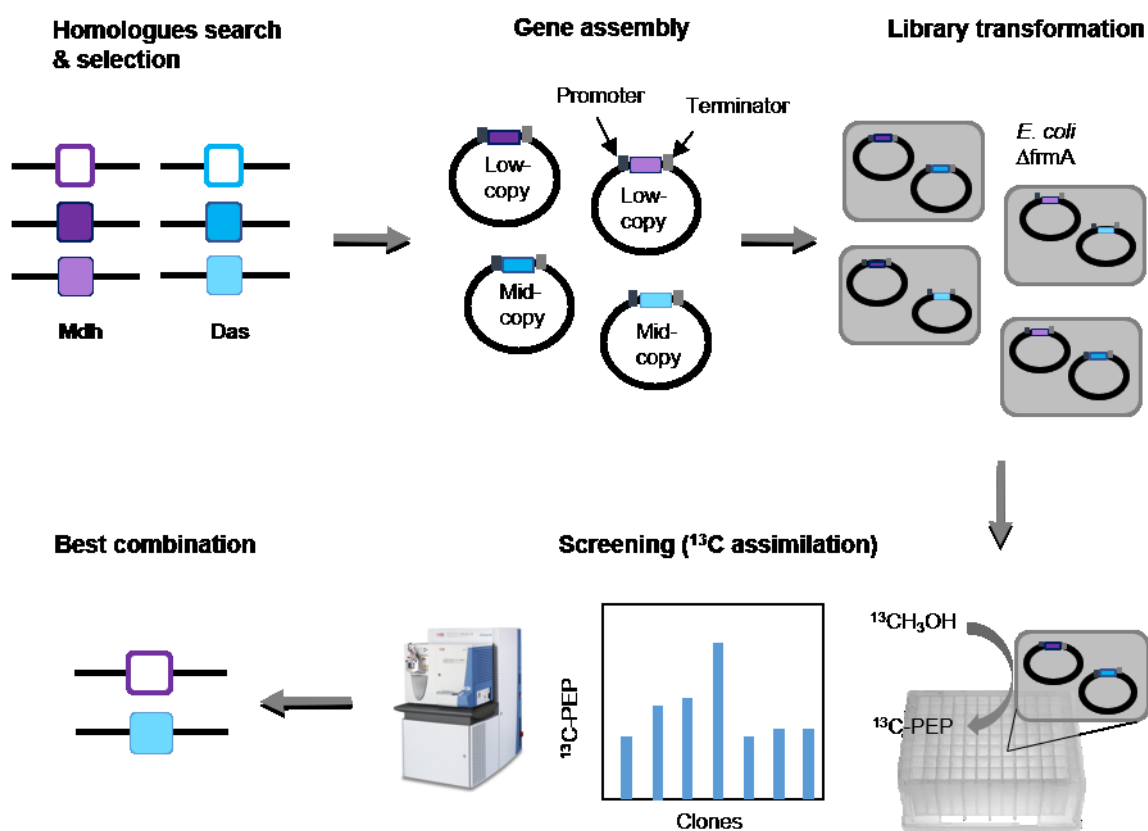 Homologues search
& selection
Mdh
Das
Gene assembly
Promoter
Terminator
Low-
copy
Low-
copy
Mid-
copy
Mid-
copy
Library transformation
E. coli
ΔfrmA
Best combination
Screening (¹³C assimilation)
¹³C-PEP
Clones
¹³CH₃OH
¹³C-PEP